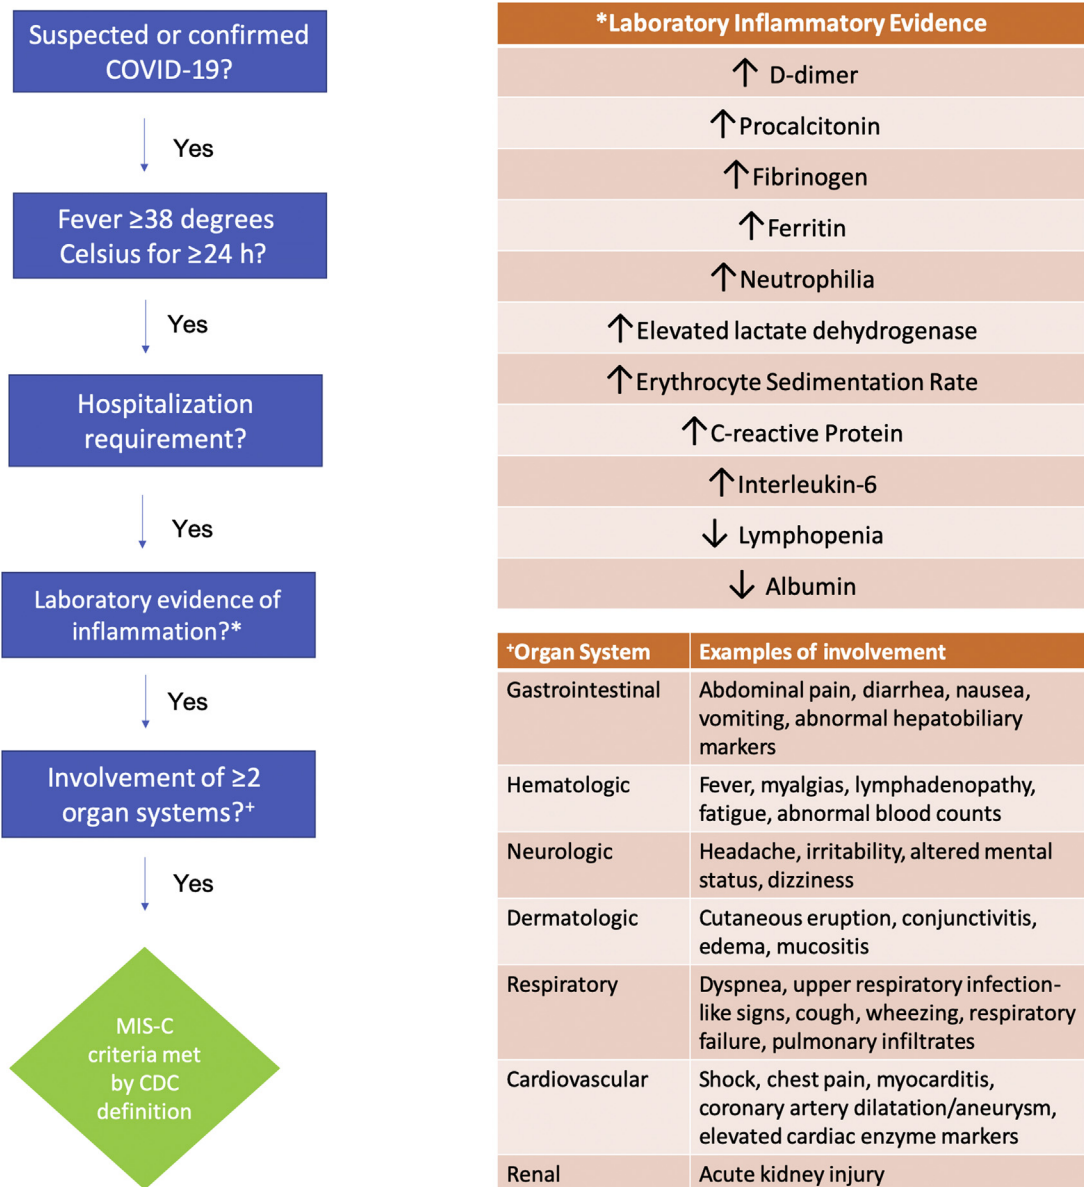 Suspected or confirmed
COVID-19?
Yes
Fever ≥38 degrees
Celsius for ≥24 h?
Yes
Hospitalization
requirement?
Yes
Laboratory evidence of
inflammation?*
Yes
Involvement of ≥2
organ systems?⁺
Yes
MIS-C
criteria met
by CDC
definition
*Laboratory Inflammatory Evidence
↑ D-dimer
↑ Procalcitonin
↑ Fibrinogen
↑ Ferritin
↑ Neutrophilia
↑ Elevated lactate dehydrogenase
↑ Erythrocyte Sedimentation Rate
↑ C-reactive Protein
↑ Interleukin-6
↓ Lymphopenia
↓ Albumin
⁺Organ System Examples of involvement
Gastrointestinal Abdominal pain, diarrhea, nausea,
vomiting, abnormal hepatobiliary
markers
Hematologic Fever, myalgias, lymphadenopathy,
fatigue, abnormal blood counts
Neurologic Headache, irritability, altered mental
status, dizziness
Dermatologic Cutaneous eruption, conjunctivitis,
edema, mucositis
Respiratory Dyspnea, upper respiratory infection-
like signs, cough, wheezing, respiratory
failure, pulmonary infiltrates
Cardiovascular Shock, chest pain, myocarditis,
coronary artery dilatation/aneurysm,
elevated cardiac enzyme markers
Renal Acute kidney injury